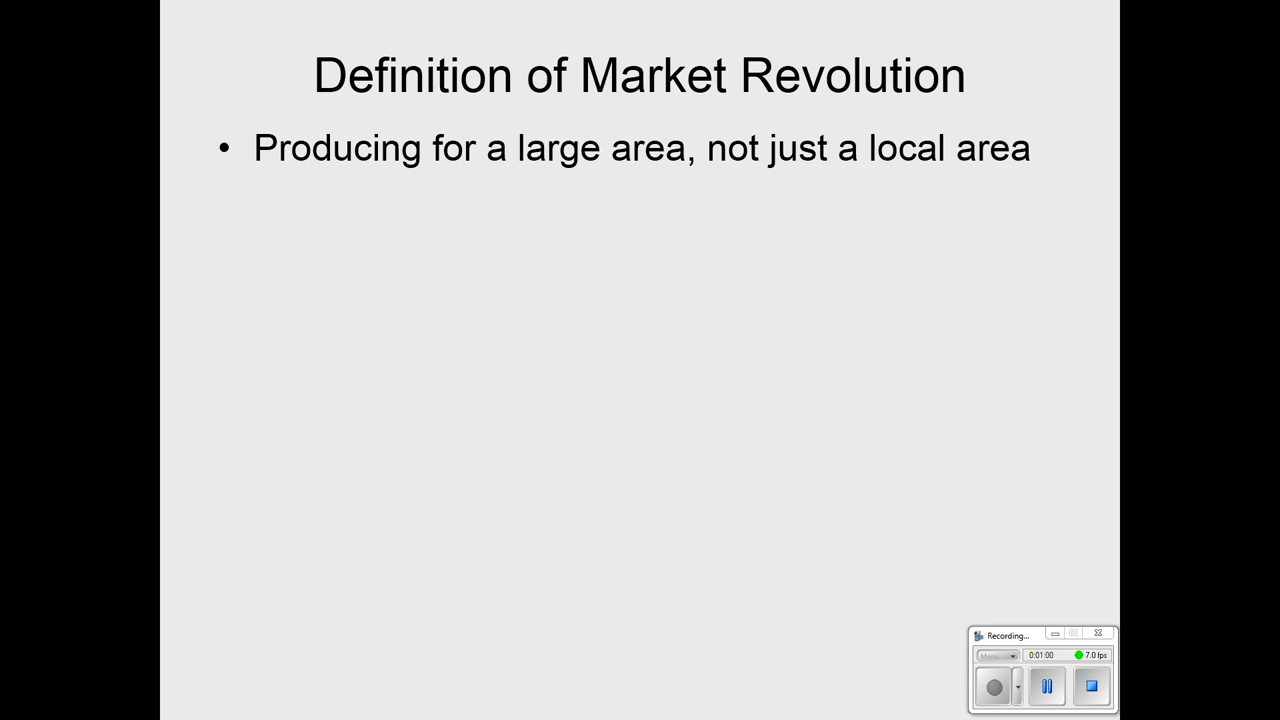 Definition of Market Revolution
• Producing for a large area, not just a local area
Recording...
Menu
0:01:00
7.0 fps